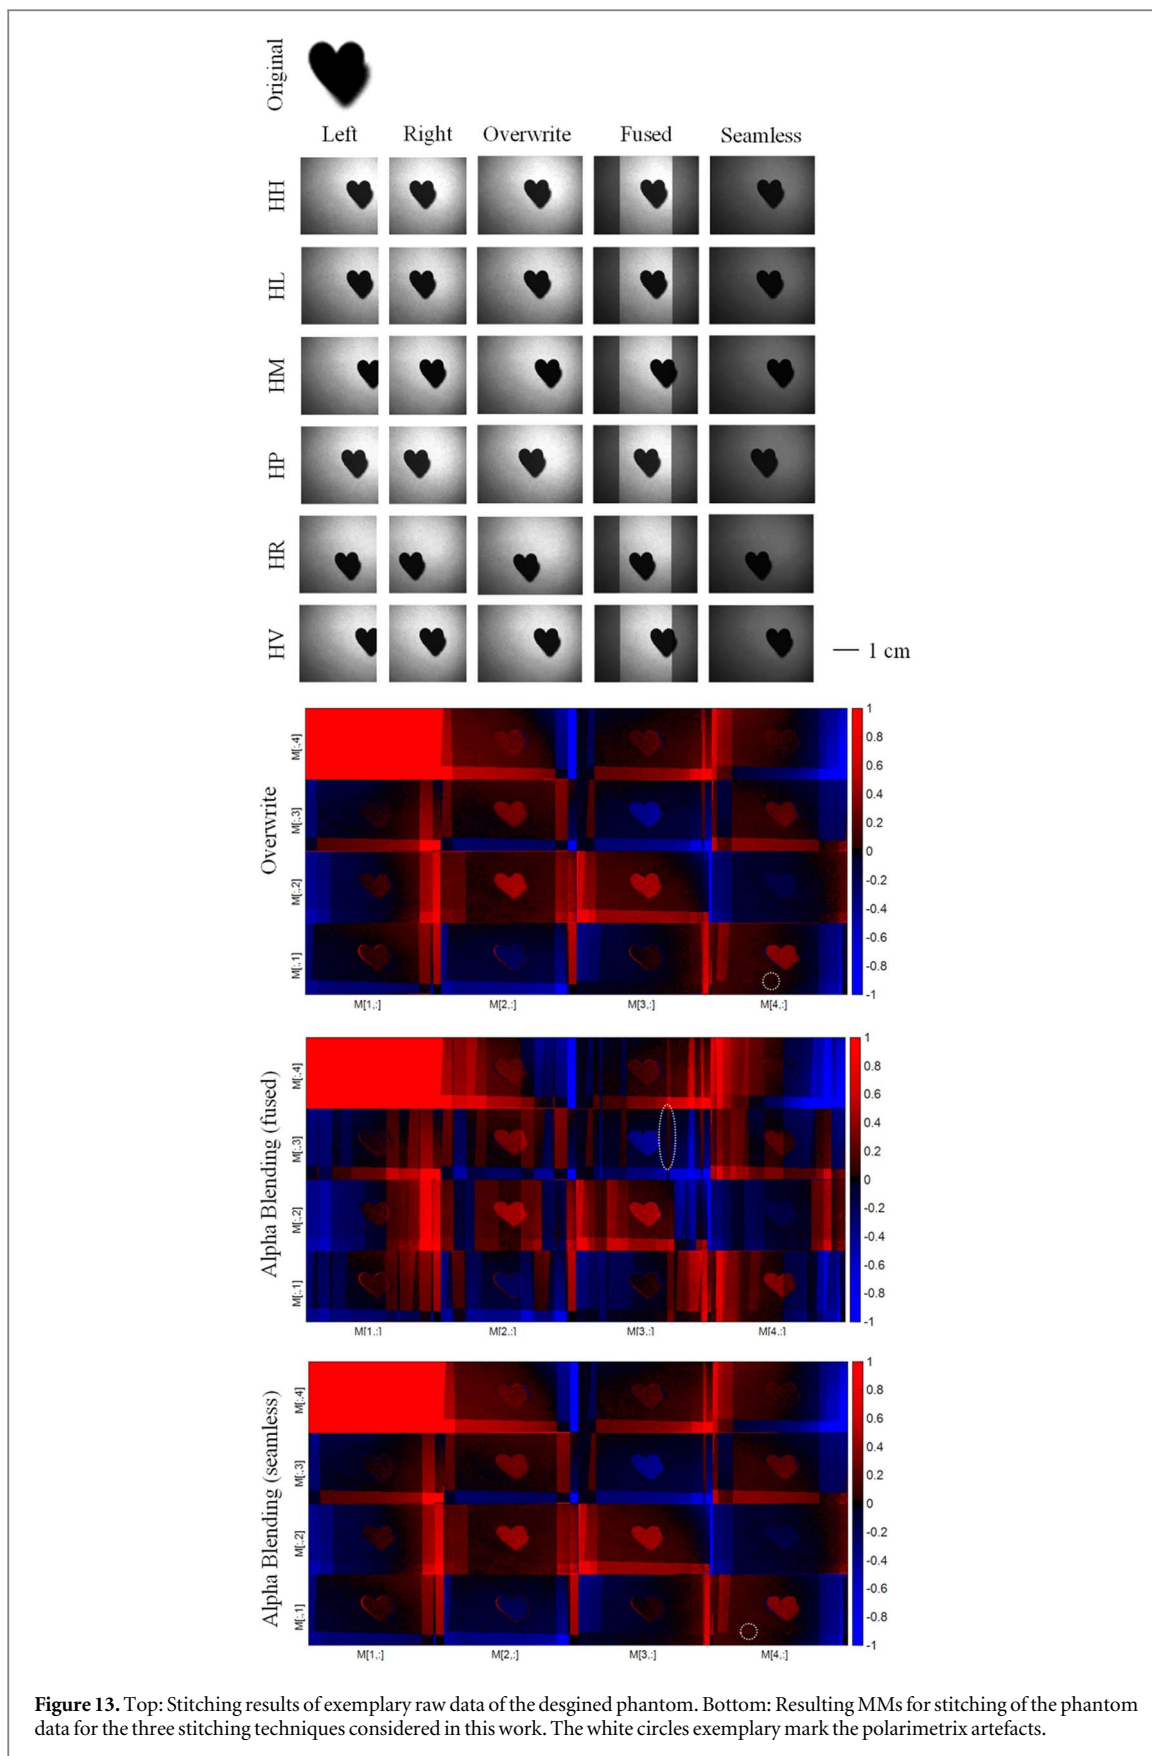 Original
Left Right Overwrite Fused Seamless
HH
HL
HM
HP
HR
HV
1 cm
Overwrite
M[:,4]
M[:,3]
M[:,2]
M[:,1]
M[1,:] M[2,:] M[3,:] M[4,:]
1
0.8
0.6
0.4
0.2
0
-0.2
-0.4
-0.6
-0.8
-1
Alpha Blending (fused)
M[:,4]
M[:,3]
M[:,2]
M[:,1]
M[1,:] M[2,:] M[3,:] M[4,:]
1
0.8
0.6
0.4
0.2
0
-0.2
-0.4
-0.6
-0.8
-1
Alpha Blending (seamless)
M[:,4]
M[:,3]
M[:,2]
M[:,1]
M[1,:] M[2,:] M[3,:] M[4,:]
1
0.8
0.6
0.4
0.2
0
-0.2
-0.4
-0.6
-0.8
-1
Figure 13. Top: Stitching results of exemplary raw data of the desgined phantom. Bottom: Resulting MMs for stitching of the phantom
data for the three stitching techniques considered in this work. The white circles exemplary mark the polarimetrix artefacts.